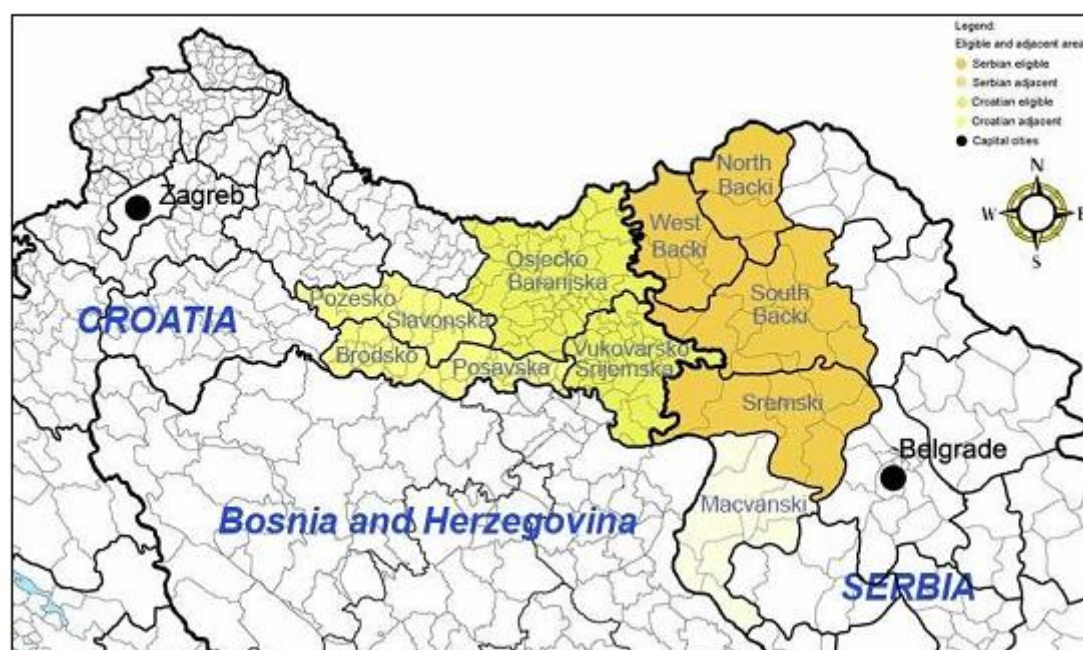 Legend:
Eligible and adjacent area
Serbian eligible
Serbian adjacent
Croatian eligible
Croatian adjacent
Capital cities
N
W
E
S
Zagreb
North
Backi
West
Backi
Osjecko
Baranjska
South
Backi
Pozesko
Slavonska
CROATIA
Brodsko
Posavska
Vukovarsko
Srijemska
Sremski
Belgrade
Macvanski
Bosnia and Herzegovina
SERBIA